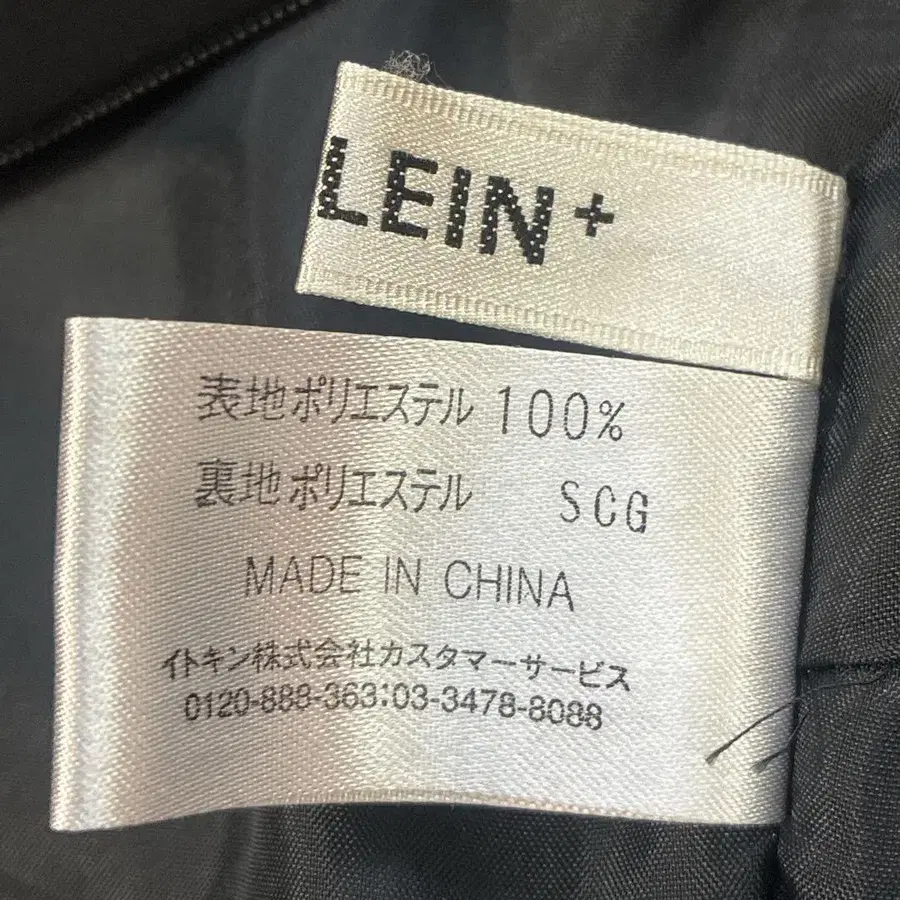 LEIN+
表地ポリエステル 100%
裏地ポリエステル SCG
MADE IN CHINA
イトキン株式会社カスタマーサービス
0120-888-363:03-3478-8088